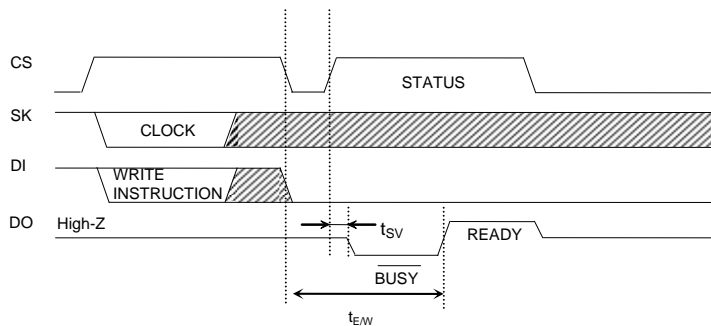 CS
STATUS
SK
CLOCK
DI
WRITE
INSTRUCTION
DO
High-Z
tSV
READY
BUSY
tE/W